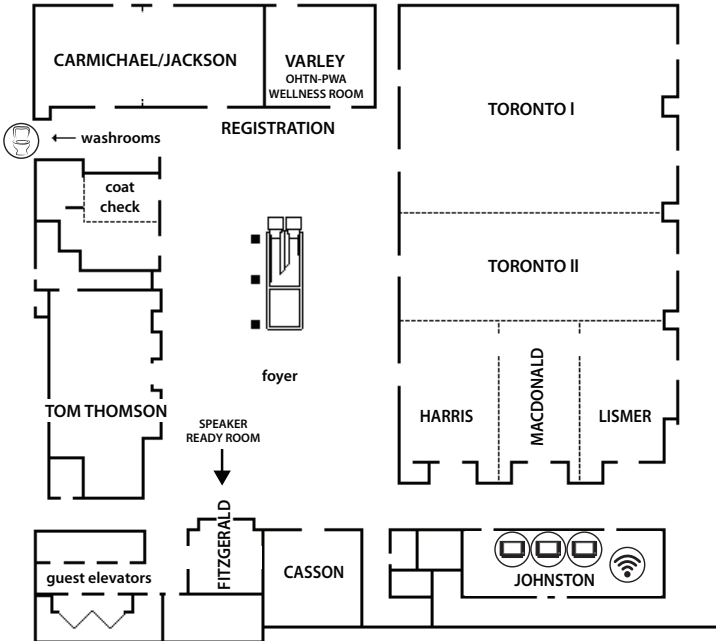 CARMICHAEL/JACKSON
VARLEY
OHTN-PWA
WELLNESS ROOM
TORONTO I
REGISTRATION
washrooms
coat
check
TORONTO II
foyer
MACDONALD
TOM THOMSON
HARRIS
LISMER
SPEAKER
READY ROOM
FITZGERALD
guest elevators
CASSON
JOHNSTON